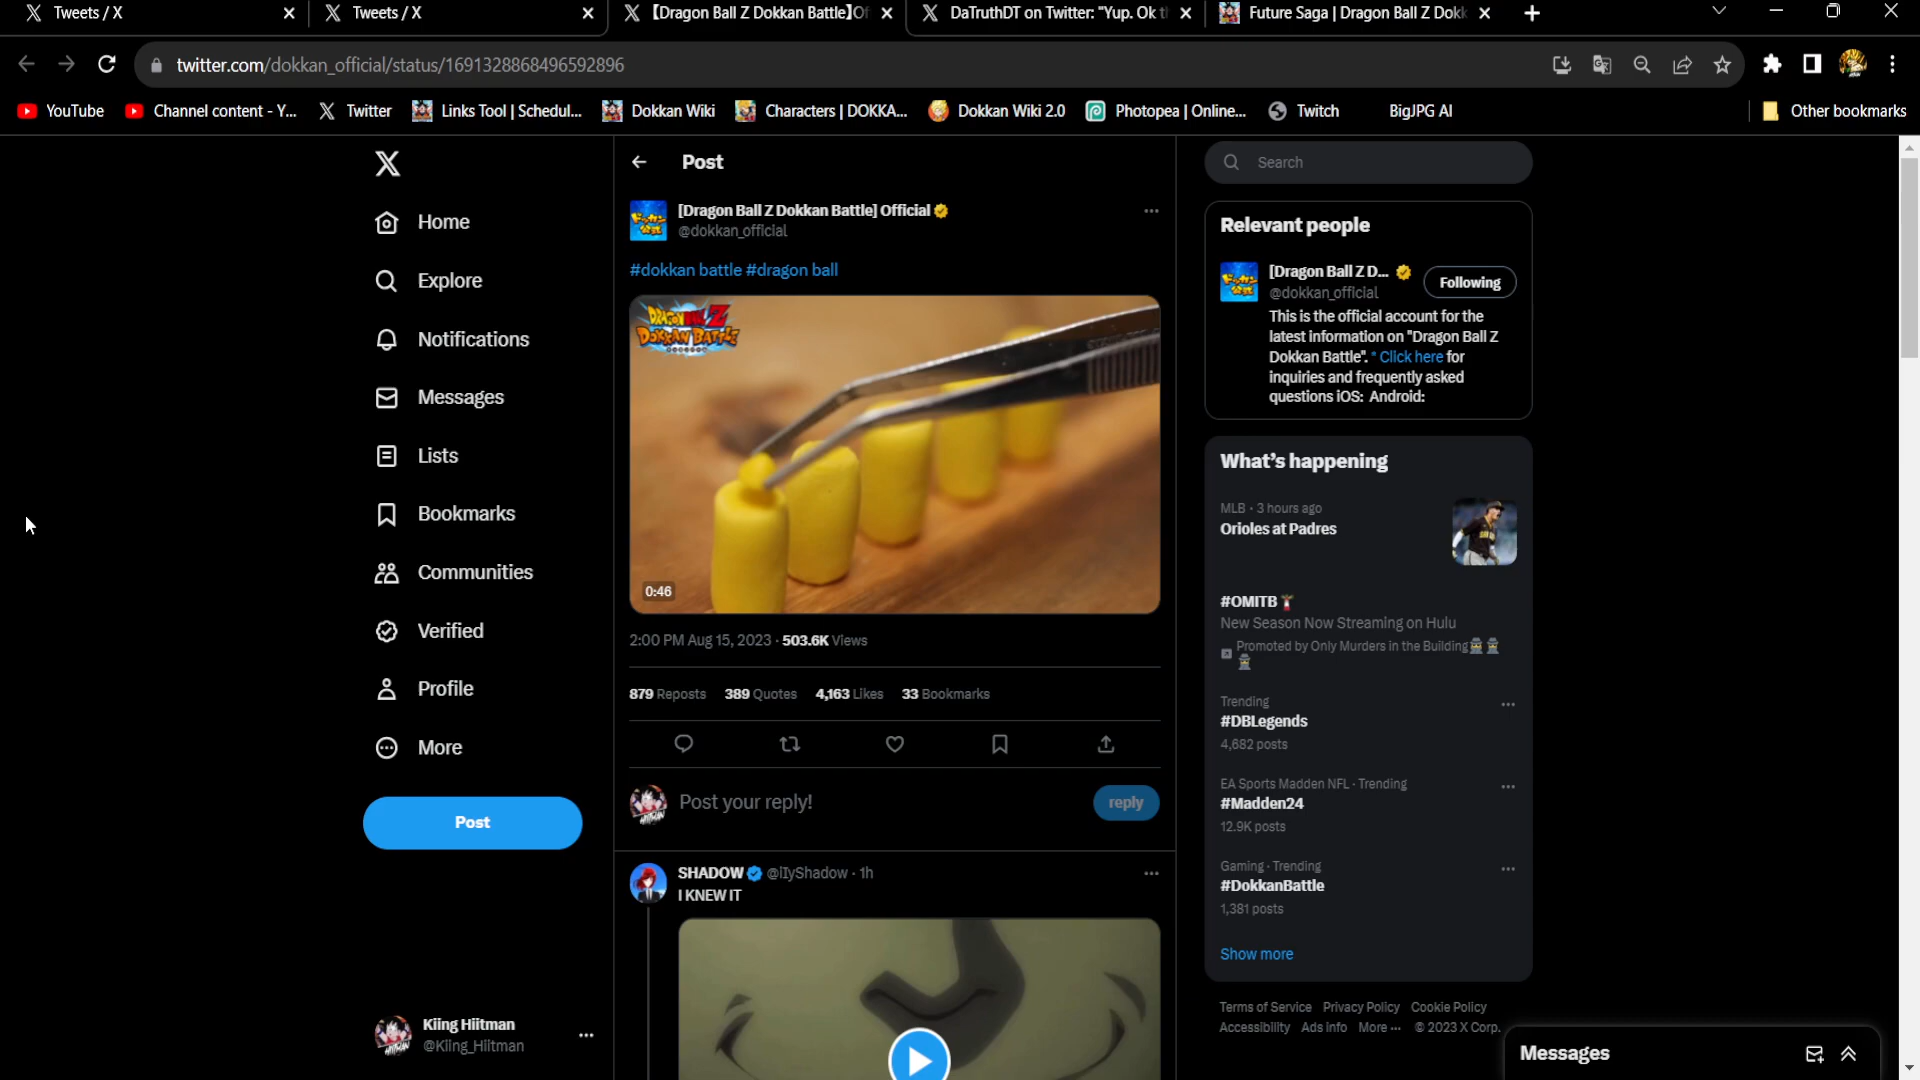 Tweets / X
Tweets / X
【Dragon Ball Z Dokkan Battle】Of
DaTruthDT on Twitter: "Yup. Ok t
Future Saga | Dragon Ball Z Dokk
twitter.com/dokkan_official/status/1691328868496592896
YouTube
Channel content - Y...
Twitter
Links Tool | Schedul...
Dokkan Wiki
Characters | DOKKA...
Dokkan Wiki 2.0
Photopea | Online...
Twitch
BigJPG AI
Other bookmarks
Home
Explore
Notifications
Messages
Lists
Bookmarks
Communities
Verified
Profile
More
Post
Kiing Hiitman
@Kiing_Hiitman
Post
[Dragon Ball Z Dokkan Battle] Official
@dokkan_official
#dokkan battle #dragon ball
DRAGON BALL Z
DOKKAN BATTLE
0:46
2:00 PM Aug 15, 2023 · 503.6K Views
879 Reposts 389 Quotes 4,163 Likes 33 Bookmarks
Post your reply!
reply
SHADOW @IIyShadow · 1h
I KNEW IT
Search
Relevant people
[Dragon Ball Z D...
@dokkan_official
Following
This is the official account for the
latest information on "Dragon Ball Z
Dokkan Battle". * Click here for
inquiries and frequently asked
questions iOS: Android:
What's happening
MLB · 3 hours ago
Orioles at Padres
#OMITB
New Season Now Streaming on Hulu
Promoted by Only Murders in the Building
Trending
#DBLegends
4,682 posts
EA Sports Madden NFL · Trending
#Madden24
12.9K posts
Gaming · Trending
#DokkanBattle
1,381 posts
Show more
Terms of Service Privacy Policy Cookie Policy
Accessibility Ads info More ... © 2023 X Corp.
Messages